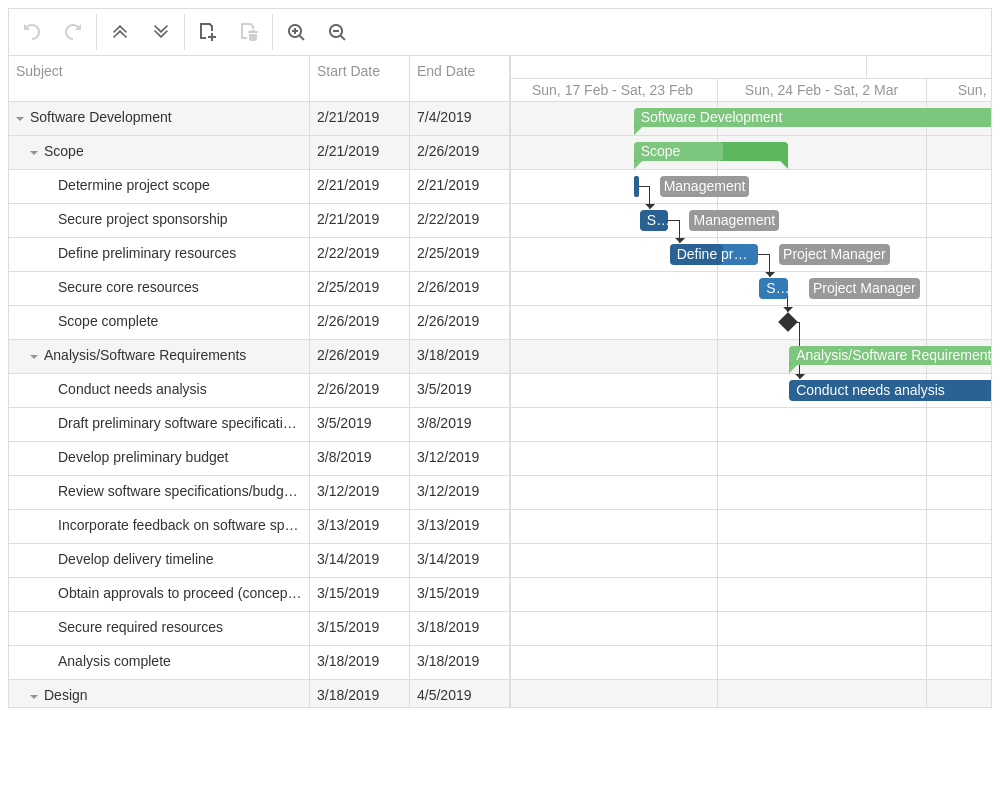 Subject Start Date End Date
Sun, 17 Feb - Sat, 23 Feb Sun, 24 Feb - Sat, 2 Mar Sun,
Software Development 2/21/2019 7/4/2019 Software Development
Scope 2/21/2019 2/26/2019 Scope
Determine project scope 2/21/2019 2/21/2019 Management
Secure project sponsorship 2/21/2019 2/22/2019 S... Management
Define preliminary resources 2/22/2019 2/25/2019 Define pr... Project Manager
Secure core resources 2/25/2019 2/26/2019 S... Project Manager
Scope complete 2/26/2019 2/26/2019
Analysis/Software Requirements 2/26/2019 3/18/2019 Analysis/Software Requirement
Conduct needs analysis 2/26/2019 3/5/2019 Conduct needs analysis
Draft preliminary software specificati... 3/5/2019 3/8/2019
Develop preliminary budget 3/8/2019 3/12/2019
Review software specifications/budg... 3/12/2019 3/12/2019
Incorporate feedback on software sp... 3/13/2019 3/13/2019
Develop delivery timeline 3/14/2019 3/14/2019
Obtain approvals to proceed (concep... 3/15/2019 3/15/2019
Secure required resources 3/15/2019 3/18/2019
Analysis complete 3/18/2019 3/18/2019
Design 3/18/2019 4/5/2019